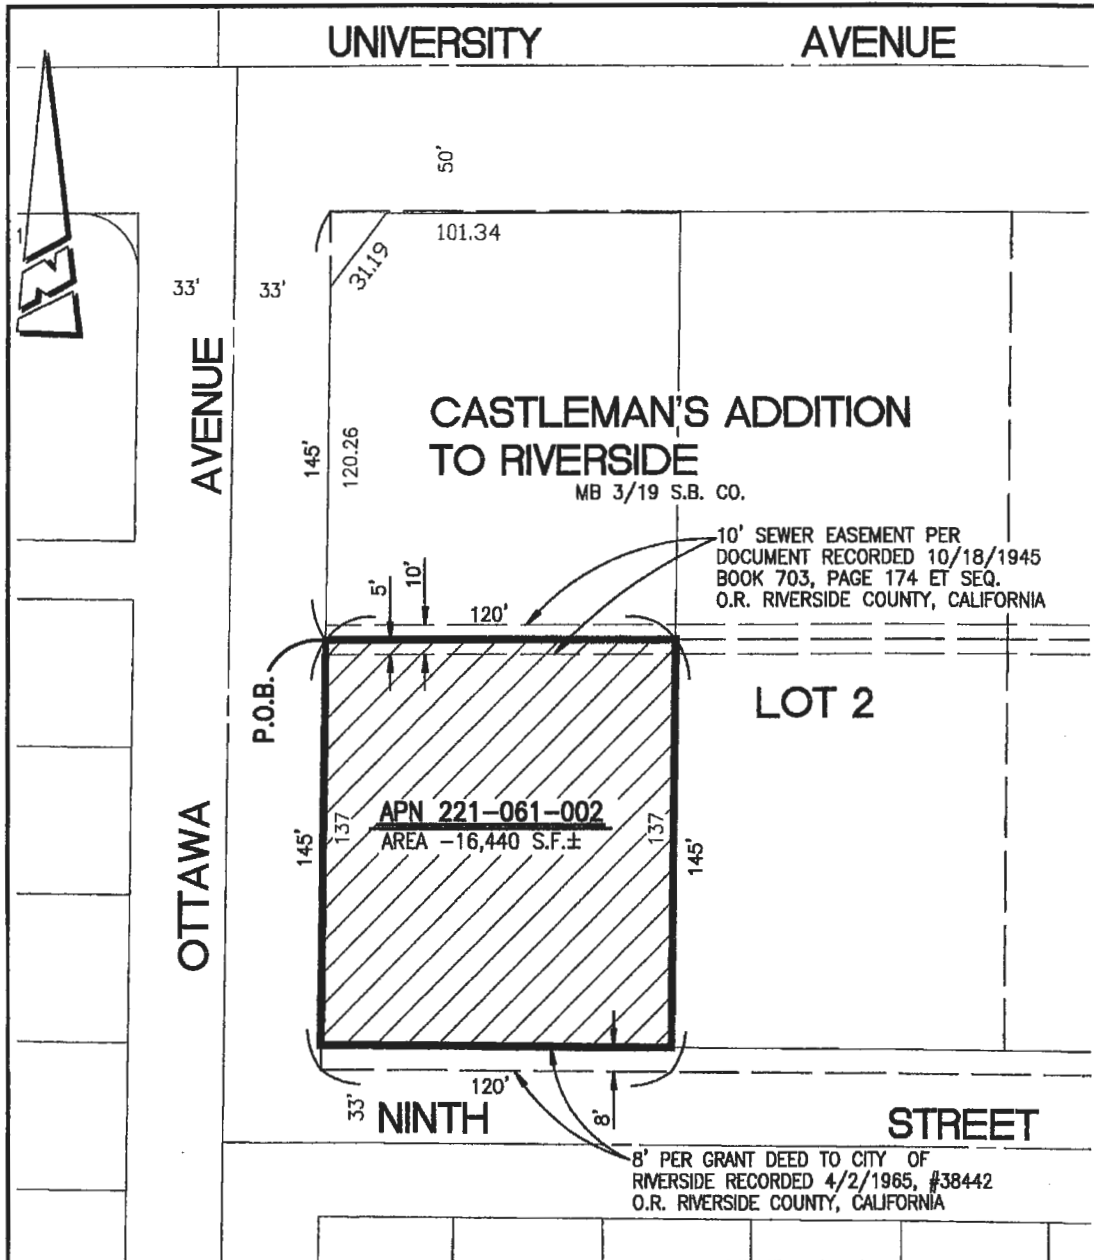 UNIVERSITY AVENUE
50'
101.34
31.19
33' 33'
N
AVENUE
145'
120.26
CASTLEMAN'S ADDITION
TO RIVERSIDE
MB 3/19 S.B. CO.
10' SEWER EASEMENT PER
DOCUMENT RECORDED 10/18/1945
BOOK 703, PAGE 174 ET SEQ.
O.R. RIVERSIDE COUNTY, CALIFORNIA
5'
10'
120'
P.O.B.
LOT 2
APN 221-061-002
AREA -16,440 S.F.±
OTTAWA
145'
137
137
145'
120'
33'
8'
NINTH STREET
8' PER GRANT DEED TO CITY OF
RIVERSIDE RECORDED 4/2/1965, #38442
O.R. RIVERSIDE COUNTY, CALIFORNIA